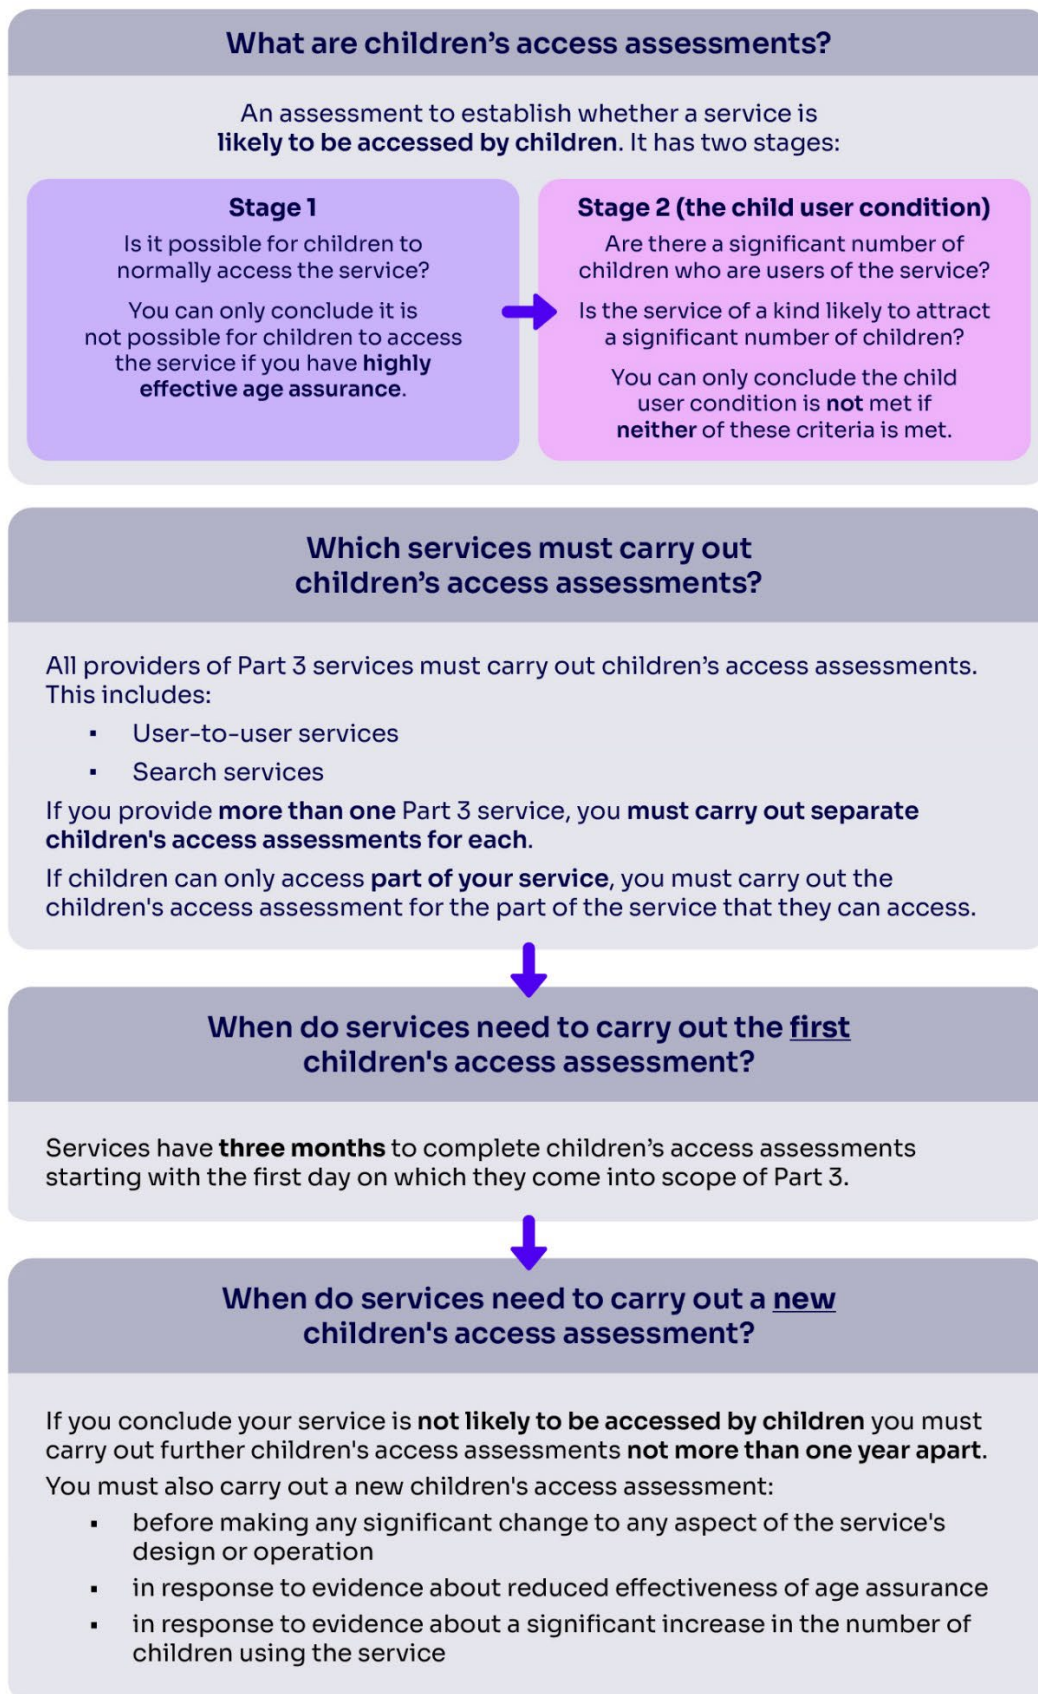 What are children’s access assessments?
An assessment to establish whether a service is
likely to be accessed by children. It has two stages:
Stage 1
Is it possible for children to
normally access the service?
You can only conclude it is
not possible for children to access
the service if you have highly
effective age assurance.
Stage 2 (the child user condition)
Are there a significant number of
children who are users of the service?
Is the service of a kind likely to attract
a significant number of children?
You can only conclude the child
user condition is not met if
neither of these criteria is met.
Which services must carry out
children’s access assessments?
All providers of Part 3 services must carry out children’s access assessments.
This includes:
▪ User-to-user services
▪ Search services
If you provide more than one Part 3 service, you must carry out separate
children's access assessments for each.
If children can only access part of your service, you must carry out the
children's access assessment for the part of the service that they can access.
When do services need to carry out the first
children's access assessment?
Services have three months to complete children’s access assessments
starting with the first day on which they come into scope of Part 3.
When do services need to carry out a new
children's access assessment?
If you conclude your service is not likely to be accessed by children you must
carry out further children's access assessments not more than one year apart.
You must also carry out a new children's access assessment:
▪ before making any significant change to any aspect of the service's
design or operation
▪ in response to evidence about reduced effectiveness of age assurance
▪ in response to evidence about a significant increase in the number of
children using the service